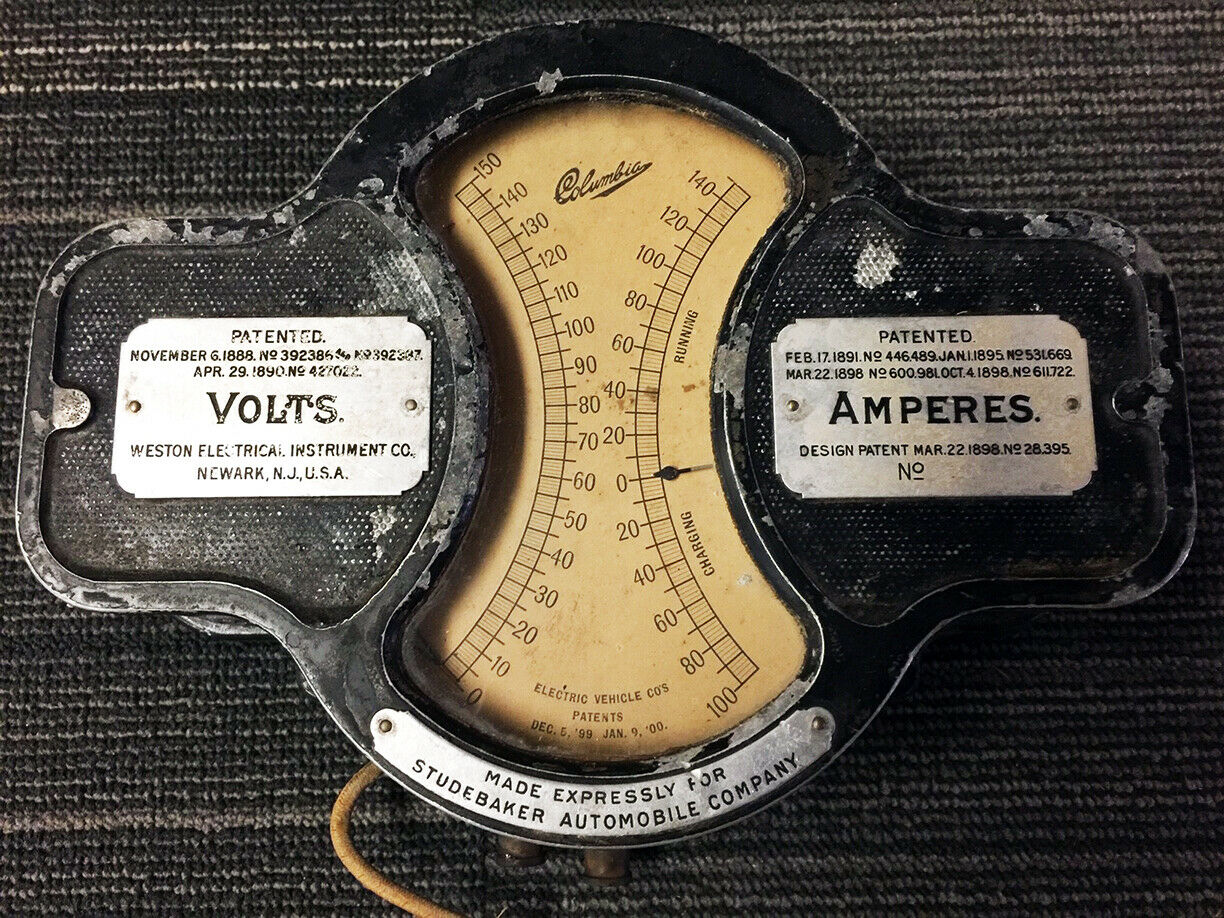 Columbia
150
140
130
120
110
100
90
80
70
60
50
40
30
20
10
0
140
120
100
80
60
40
20
0
20
40
60
80
100
RUNNING
CHARGING
ELECTRIC VEHICLE CO'S
PATENTS
DEC. 5, '99 JAN. 9, '00.
PATENTED.
NOVEMBER 6.1888. No 392386 & No 392387.
APR. 29. 1890. No 427022.
VOLTS.
WESTON ELECTRICAL INSTRUMENT CO.,
NEWARK, N.J., U.S.A.
PATENTED.
FEB. 17. 1891. No 446.489. JAN. 1. 1895. No 531.669.
MAR. 22. 1898 No 600.981. OCT. 4. 1898. No 611.722.
AMPERES.
DESIGN PATENT MAR. 22. 1898. No 28.395.
No
MADE EXPRESSLY FOR
STUDEBAKER AUTOMOBILE COMPANY